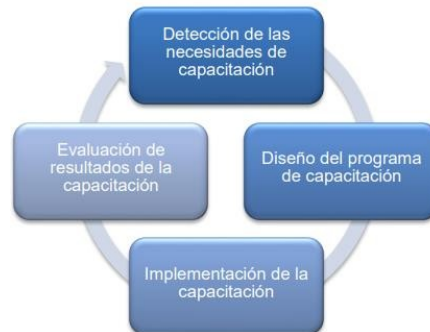 Detección de las
necesidades de
capacitación
Diseño del programa
de capacitación
Implementación de la
capacitación
Evaluación de
resultados de la
capacitación